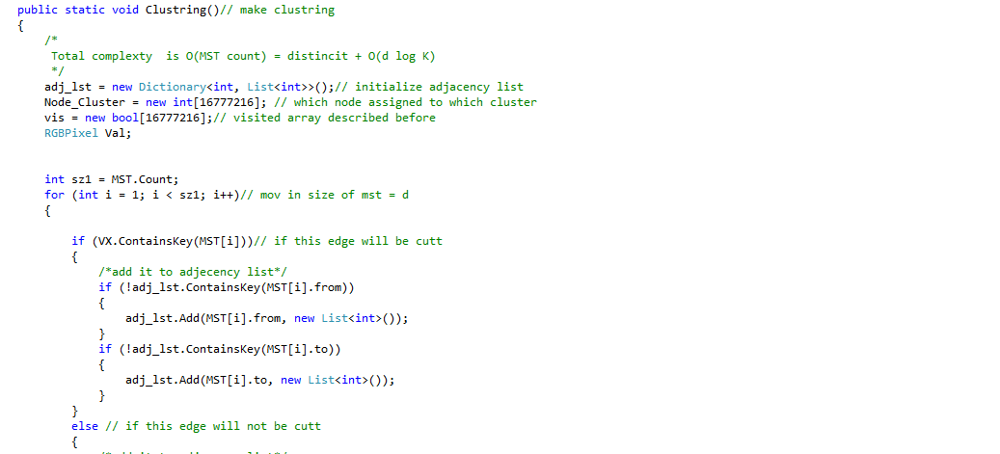 public static void Clustring()// make clustring
{
/*
Total complexty  is O(MST count) = distincit + O(d log K)
*/
adj_lst = new Dictionary<int, List<int>>();// initialize adjacency list
Node_Cluster = new int[16777216]; // which node assigned to which cluster
vis = new bool[16777216];// visited array described before
RGBPixel Val;
int sz1 = MST.Count;
for (int i = 1; i < sz1; i++)// mov in size of mst = d
{
if (VX.ContainsKey(MST[i]))// if this edge will be cutt
{
/*add it to adjecency list*/
if (!adj_lst.ContainsKey(MST[i].from))
{
adj_lst.Add(MST[i].from, new List<int>());
}
if (!adj_lst.ContainsKey(MST[i].to))
{
adj_lst.Add(MST[i].to, new List<int>());
}
}
else // if this edge will not be cutt
{